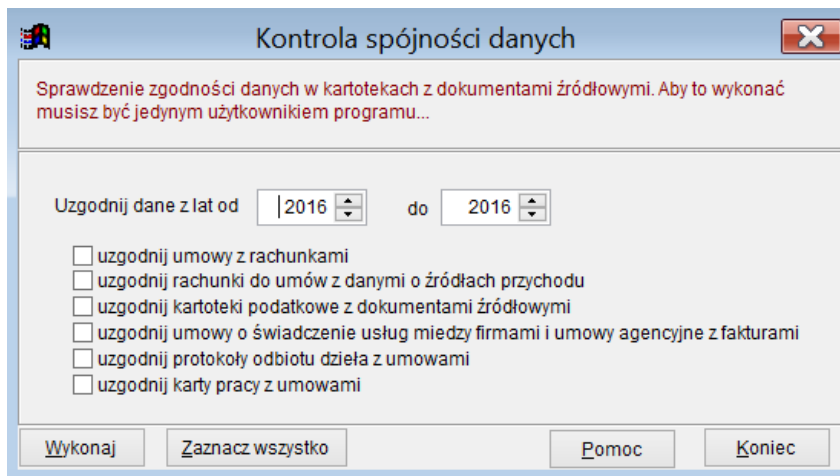 Kontrola spójności danych
Sprawdzenie zgodności danych w kartotekach z dokumentami źródłowymi. Aby to wykonać
musisz być jedynym użytkownikiem programu...
Uzgodnij dane z lat od 2016 do 2016
uzgodnij umowy z rachunkami
uzgodnij rachunki do umów z danymi o źródłach przychodu
uzgodnij kartoteki podatkowe z dokumentami źródłowymi
uzgodnij umowy o świadczenie usług miedzy firmami i umowy agencyjne z fakturami
uzgodnij protokoły odbiotu dzieła z umowami
uzgodnij karty pracy z umowami
Wykonaj Zaznacz wszystko Pomoc Koniec